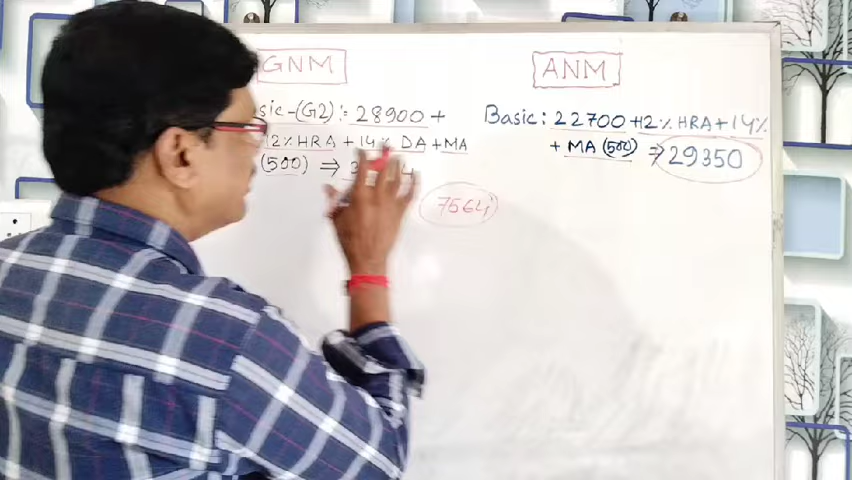 GNM
-(G2):- 28900 +
12% HRA + 14% DA + MA
(500) ⇒
7564
ANM
Basic: 22700 + 12% HRA + 14%
+ MA (500) ⇒ 29350